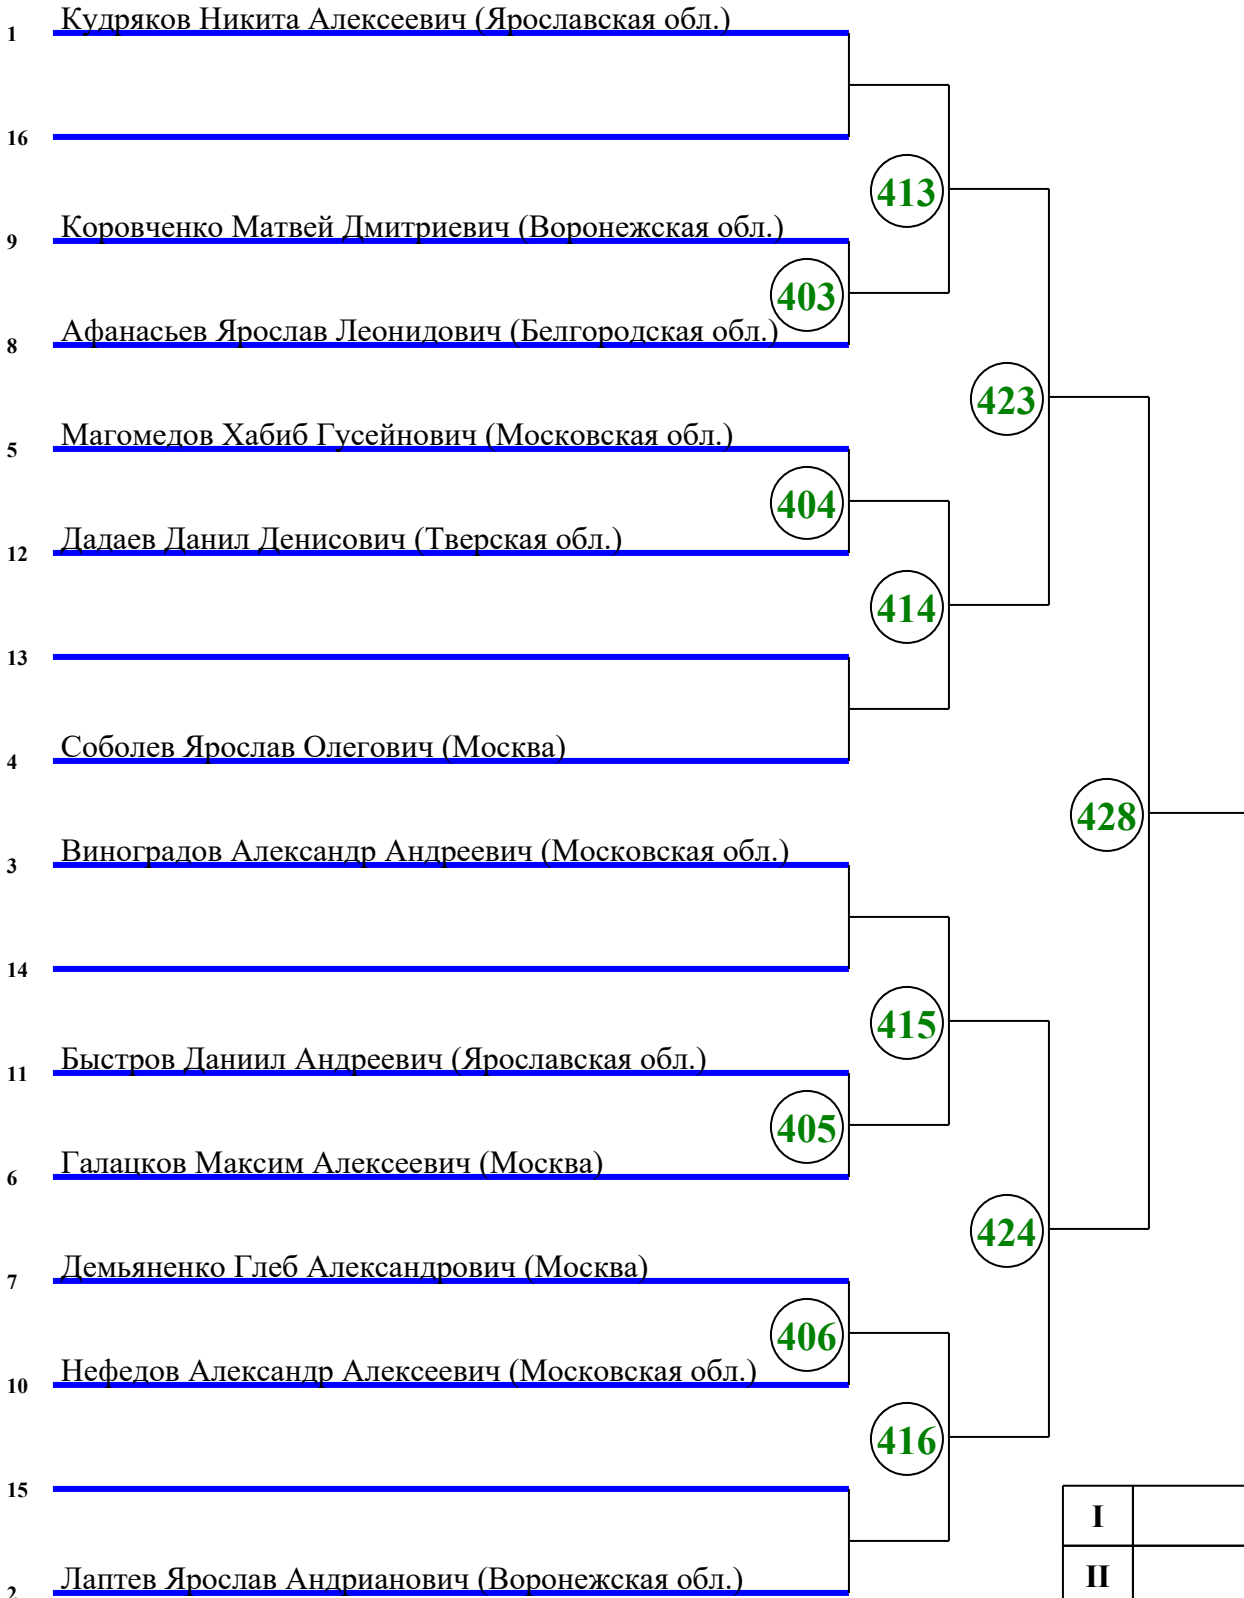 1 Кудряков Никита Алексеевич (Ярославская обл.)
16
413
9 Коровченко Матвей Дмитриевич (Воронежская обл.)
403
8 Афанасьев Ярослав Леонидович (Белгородская обл.)
423
5 Магомедов Хабиб Гусейнович (Московская обл.)
404
12 Дадаев Данил Денисович (Тверская обл.)
414
13
4 Соболев Ярослав Олегович (Москва)
428
3 Виноградов Александр Андреевич (Московская обл.)
14
415
11 Быстров Даниил Андреевич (Ярославская обл.)
405
6 Галацков Максим Алексеевич (Москва)
424
7 Демьяненко Глеб Александрович (Москва)
406
10 Нефедов Александр Алексеевич (Московская обл.)
416
15
I
II
2 Лаптев Ярослав Андрианович (Воронежская обл.)